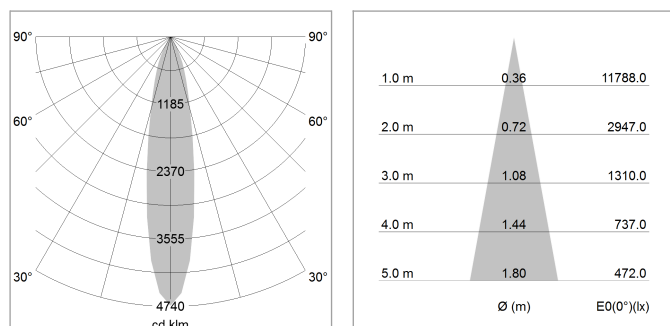 90° 90°
1185
60° 60°
2370
3555
30° 30°
4740
cd klm
1.0 m 0.36 11788.0
2.0 m 0.72 2947.0
3.0 m 1.08 1310.0
4.0 m 1.44 737.0
5.0 m 1.80 472.0
Ø (m) E0(0°)(lx)